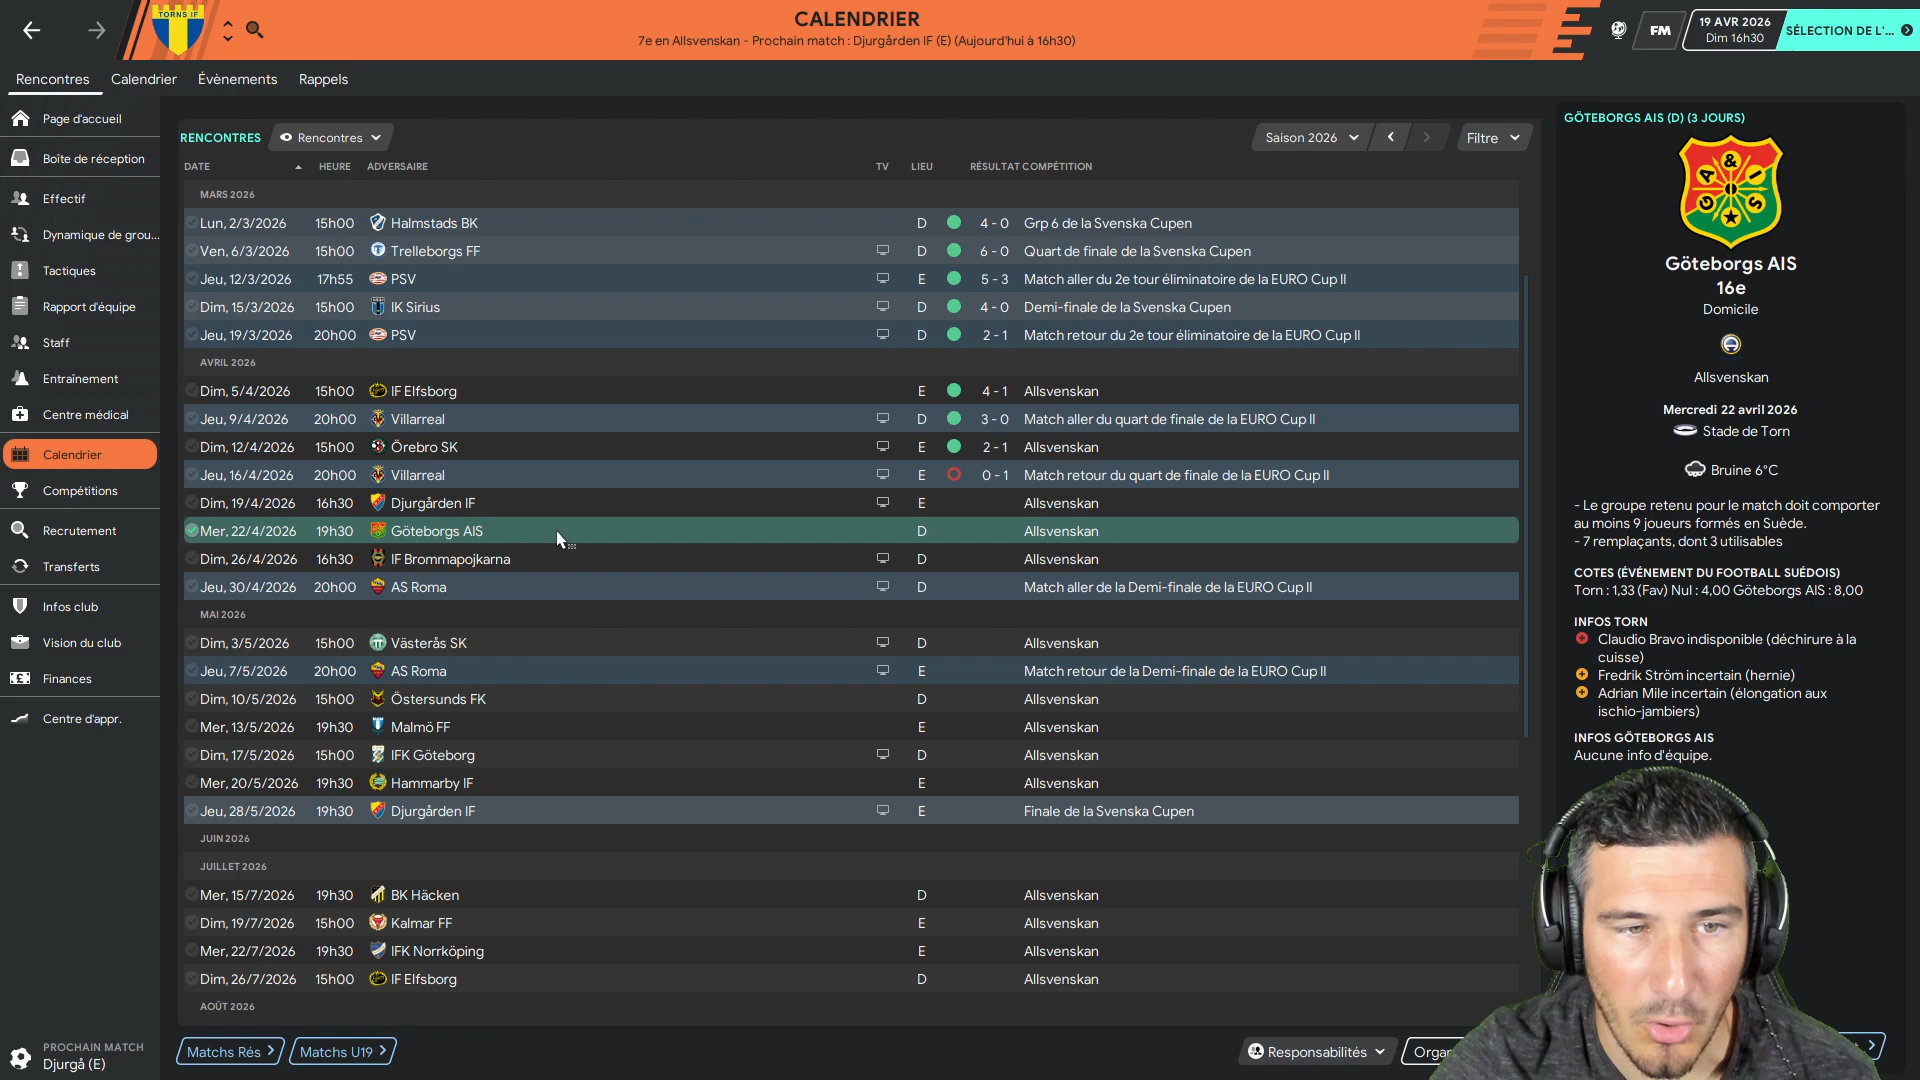 TORNS IF
CALENDRIER
7e en Allsvenskan - Prochain match : Djurgården IF (E) (Aujourd'hui à 16h30)
FM
19 AVR 2026
Dim 16h30
SÉLECTION DE L'...
Rencontres
Calendrier
Évènements
Rappels
Page d'accueil
Boîte de réception
Effectif
Dynamique de grou...
Tactiques
Rapport d'équipe
Staff
Entraînement
Centre médical
Calendrier
Compétitions
Recrutement
Transferts
Infos club
Vision du club
Finances
Centre d'appr.
PROCHAIN MATCH
Djurgå (E)
RENCONTRES
Rencontres
Saison 2026
Filtre
DATE HEURE ADVERSAIRE TV LIEU RÉSULTAT COMPÉTITION
MARS 2026
Lun, 2/3/2026 15h00 Halmstads BK D 4 - 0 Grp 6 de la Svenska Cupen
Ven, 6/3/2026 15h00 Trelleborgs FF D 6 - 0 Quart de finale de la Svenska Cupen
Jeu, 12/3/2026 17h55 PSV E 5 - 3 Match aller du 2e tour éliminatoire de la EURO Cup II
Dim, 15/3/2026 15h00 IK Sirius D 4 - 0 Demi-finale de la Svenska Cupen
Jeu, 19/3/2026 20h00 PSV D 2 - 1 Match retour du 2e tour éliminatoire de la EURO Cup II
AVRIL 2026
Dim, 5/4/2026 15h00 IF Elfsborg E 4 - 1 Allsvenskan
Jeu, 9/4/2026 20h00 Villarreal D 3 - 0 Match aller du quart de finale de la EURO Cup II
Dim, 12/4/2026 15h00 Örebro SK E 2 - 1 Allsvenskan
Jeu, 16/4/2026 20h00 Villarreal E 0 - 1 Match retour du quart de finale de la EURO Cup II
Dim, 19/4/2026 16h30 Djurgården IF E Allsvenskan
Mer, 22/4/2026 19h30 Göteborgs AIS D Allsvenskan
Dim, 26/4/2026 16h30 IF Brommapojkarna D Allsvenskan
Jeu, 30/4/2026 20h00 AS Roma D Match aller de la Demi-finale de la EURO Cup II
MAI 2026
Dim, 3/5/2026 15h00 Västerås SK D Allsvenskan
Jeu, 7/5/2026 20h00 AS Roma E Match retour de la Demi-finale de la EURO Cup II
Dim, 10/5/2026 15h00 Östersunds FK D Allsvenskan
Mer, 13/5/2026 19h30 Malmö FF E Allsvenskan
Dim, 17/5/2026 15h00 IFK Göteborg D Allsvenskan
Mer, 20/5/2026 19h30 Hammarby IF E Allsvenskan
Jeu, 28/5/2026 19h30 Djurgården IF E Finale de la Svenska Cupen
JUIN 2026
JUILLET 2026
Mer, 15/7/2026 19h30 BK Häcken D Allsvenskan
Dim, 19/7/2026 15h00 Kalmar FF E Allsvenskan
Mer, 22/7/2026 19h30 IFK Norrköping E Allsvenskan
Dim, 26/7/2026 15h00 IF Elfsborg D Allsvenskan
AOÛT 2026
Matchs Rés
Matchs U19
Responsabilités
Organ
GÖTEBORGS AIS (D) (3 JOURS)
G A & I S
Göteborgs AIS
16e
Domicile
Allsvenskan
Mercredi 22 avril 2026
Stade de Torn
Bruine 6°C
- Le groupe retenu pour le match doit comporter
au moins 9 joueurs formés en Suède.
- 7 remplaçants, dont 3 utilisables
COTES (ÉVÉNEMENT DU FOOTBALL SUÉDOIS)
Torn : 1,33 (Fav) Nul : 4,00 Göteborgs AIS : 8,00
INFOS TORN
Claudio Bravo indisponible (déchirure à la
cuisse)
Fredrik Ström incertain (hernie)
Adrian Mile incertain (élongation aux
ischio-jambiers)
INFOS GÖTEBORGS AIS
Aucune info d'équipe.